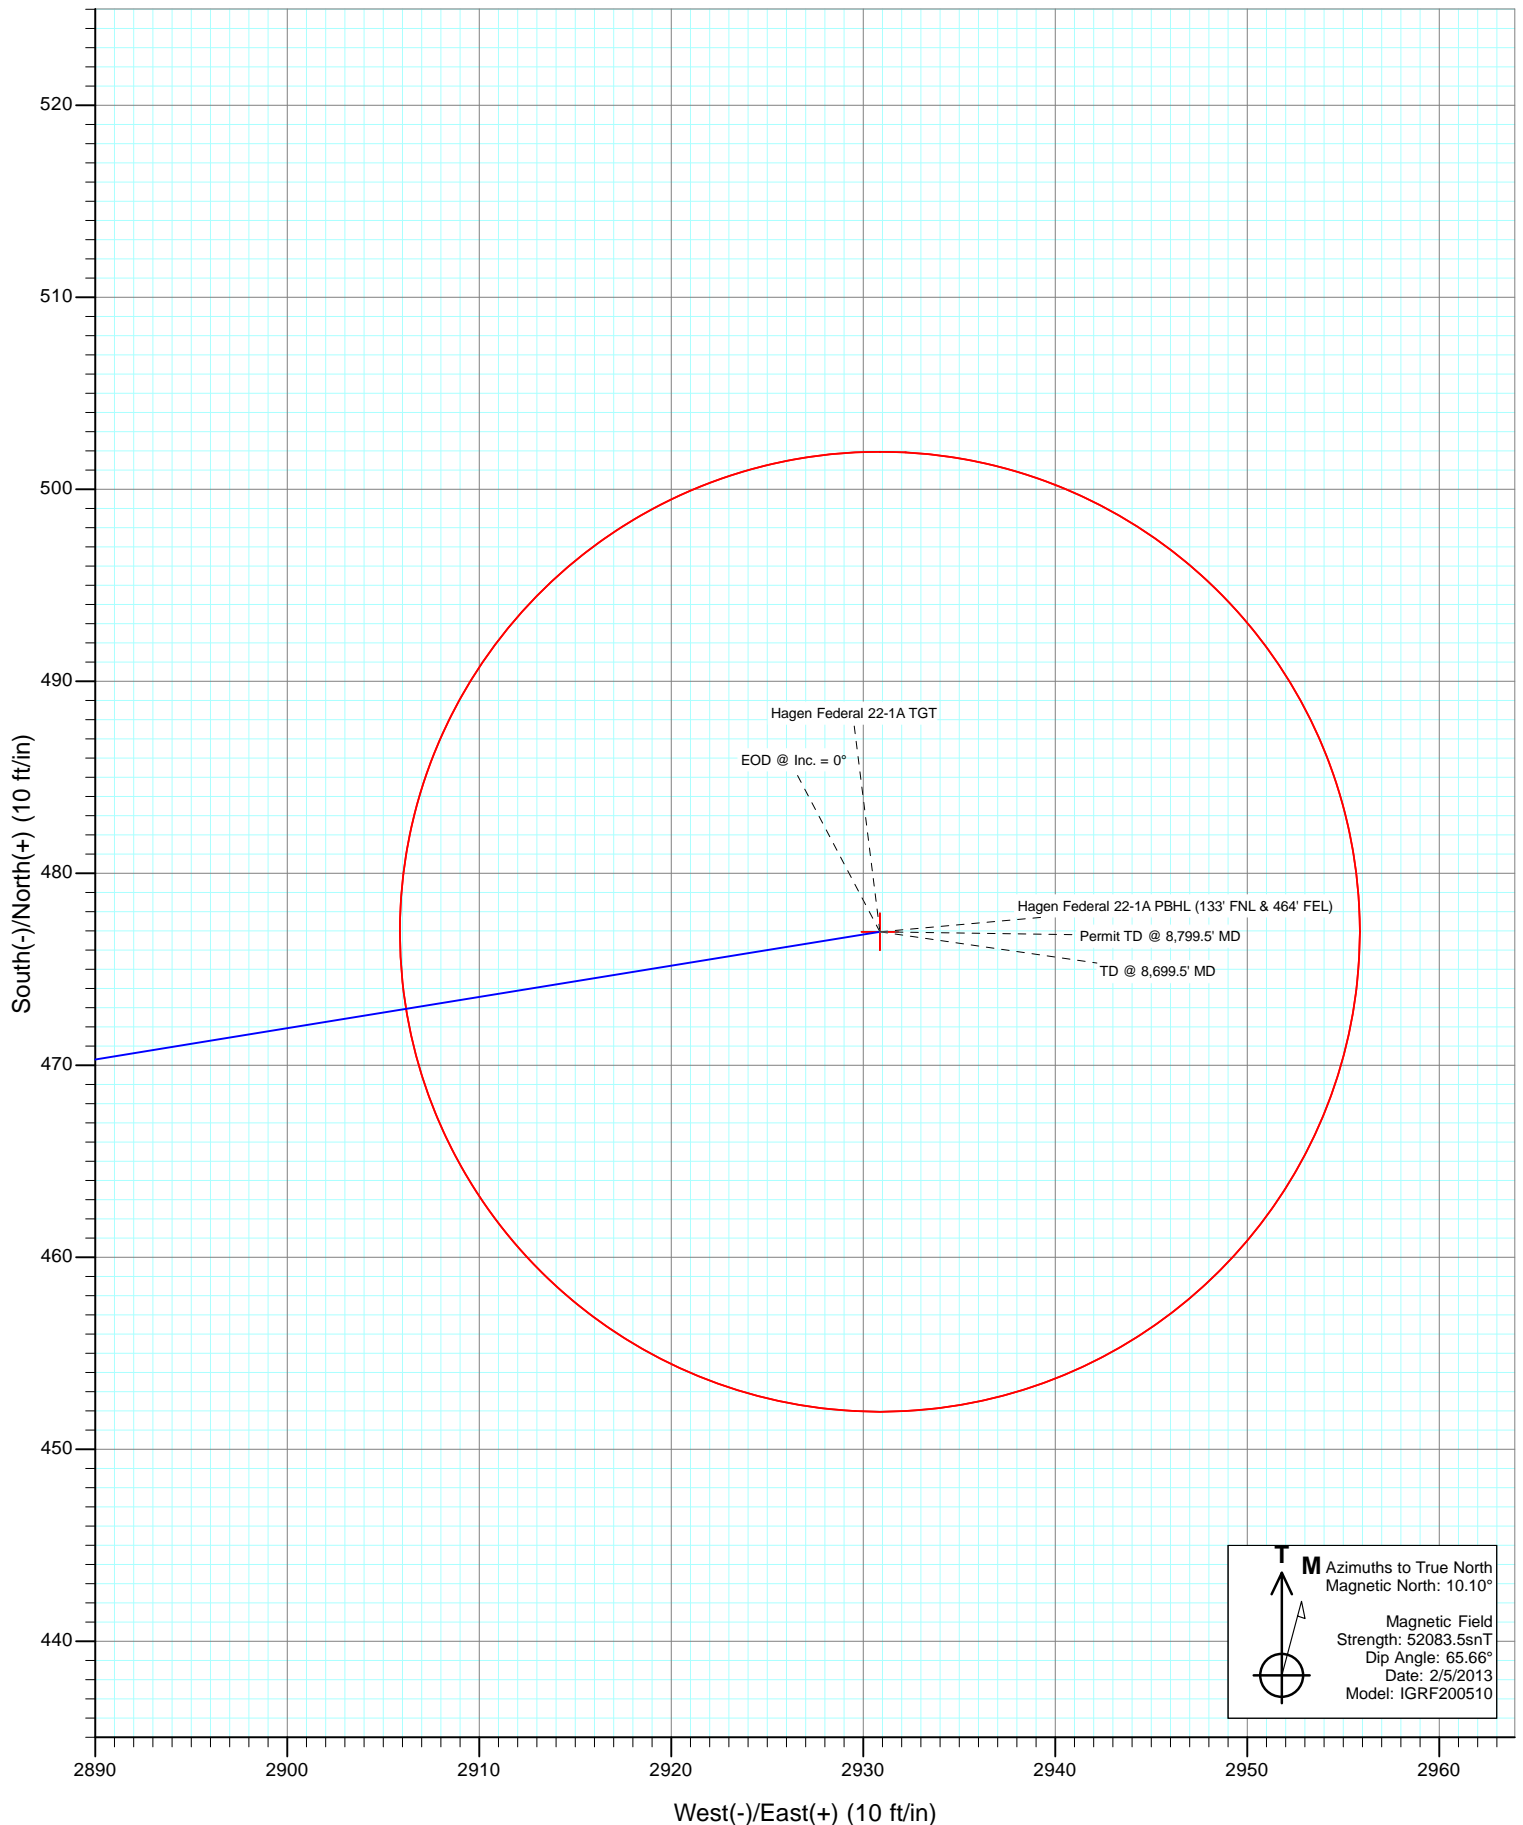 520
510
500
490
480
470
460
450
440
South(-)/North(+) (10 ft/in)
Hagen Federal 22-1A TGT
EOD @ Inc. = 0°
Hagen Federal 22-1A PBHL (133' FNL & 464' FEL)
Permit TD @ 8,799.5' MD
TD @ 8,699.5' MD
T
M
Azimuths to True North
Magnetic North: 10.10°
Magnetic Field
Strength: 52083.5snT
Dip Angle: 65.66°
Date: 2/5/2013
Model: IGRF200510
2890 2900 2910 2920 2930 2940 2950 2960
West(-)/East(+) (10 ft/in)